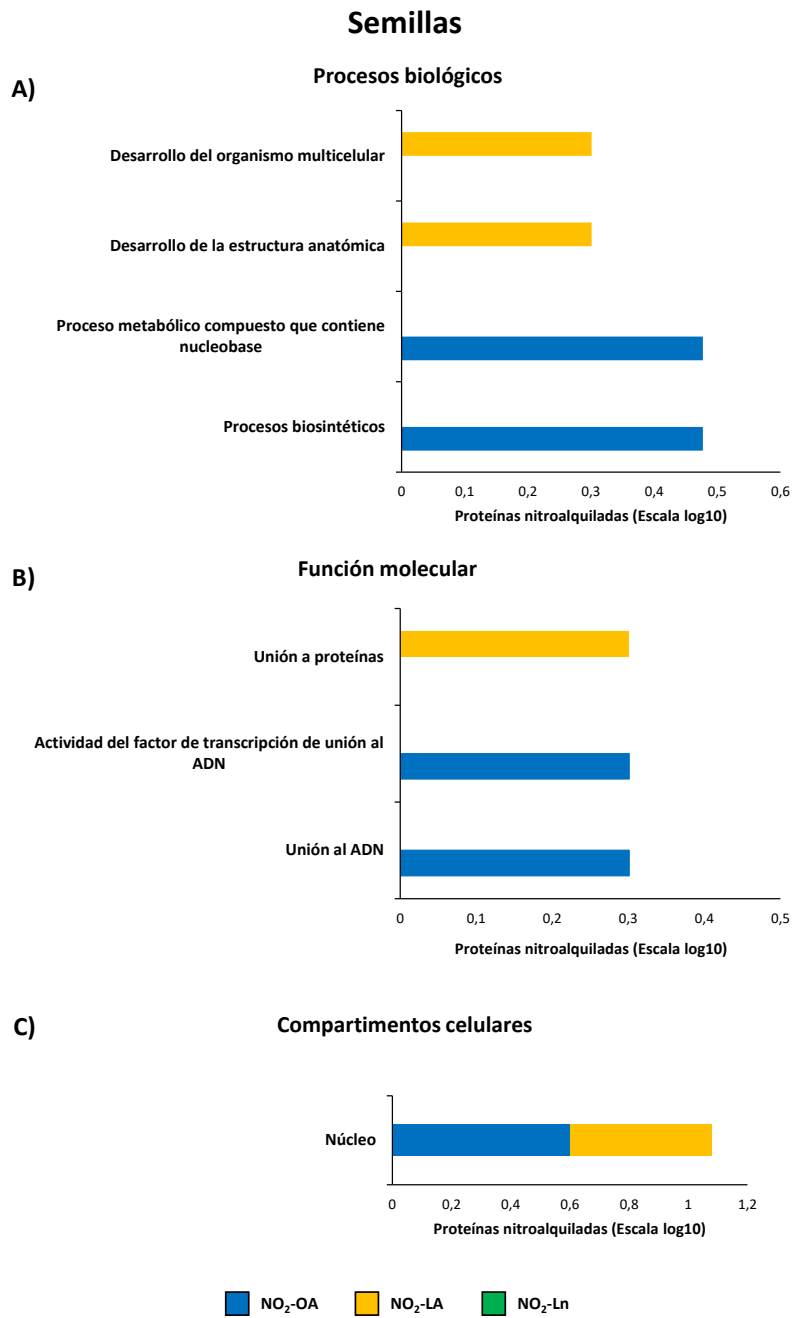 Semillas
A)
Procesos biológicos
Desarrollo del organismo multicelular
Desarrollo de la estructura anatómica
Proceso metabólico compuesto que contiene
nucleobase
Procesos biosintéticos
0 0,1 0,2 0,3 0,4 0,5 0,6
Proteínas nitroalquiladas (Escala log10)
B)
Función molecular
Unión a proteínas
Actividad del factor de transcripción de unión al
ADN
Unión al ADN
0 0,1 0,2 0,3 0,4 0,5
Proteínas nitroalquiladas (Escala log10)
C)
Compartimentos celulares
Núcleo
0 0,2 0,4 0,6 0,8 1 1,2
Proteínas nitroalquiladas (Escala log10)
NO₂-OA NO₂-LA NO₂-Ln